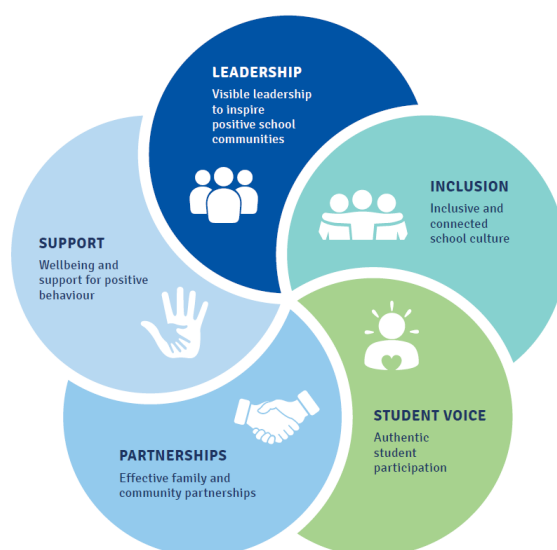 LEADERSHIP
Visible leadership
to inspire
positive school
communities
INCLUSION
Inclusive and
connected
school culture
STUDENT VOICE
Authentic
student
participation
PARTNERSHIPS
Effective family and
community partnerships
SUPPORT
Wellbeing and
support for positive
behaviour